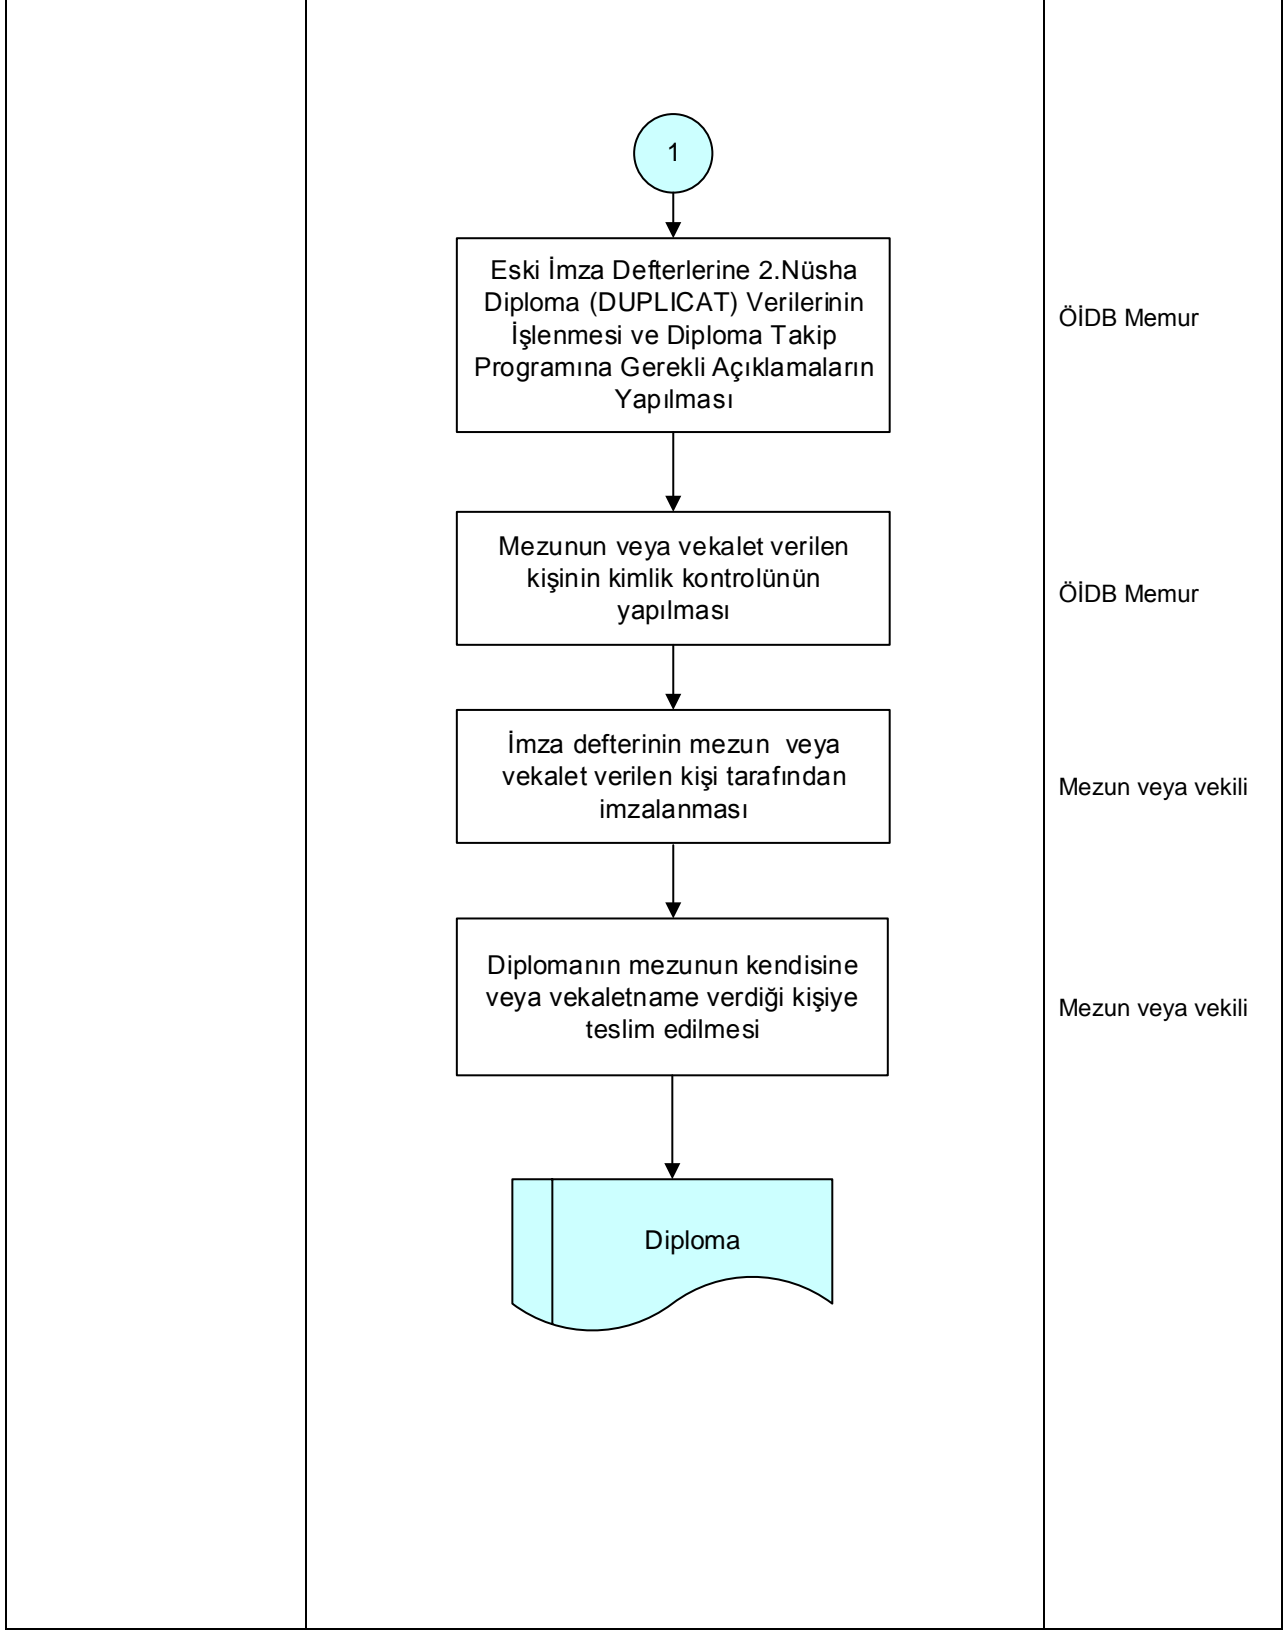 1
Eski İmza Defterlerine 2.Nüsha
Diploma (DUPLICAT) Verilerinin
İşlenmesi ve Diploma Takip
Programına Gerekli Açıklamaların
Yapılması
ÖİDB Memur
Mezunun veya vekalet verilen
kişinin kimlik kontrolünün
yapılması
ÖİDB Memur
İmza defterinin mezun  veya
vekalet verilen kişi tarafından
imzalanması
Mezun veya vekili
Diplomanın mezunun kendisine
veya vekaletname verdiği kişiye
teslim edilmesi
Mezun veya vekili
Diploma